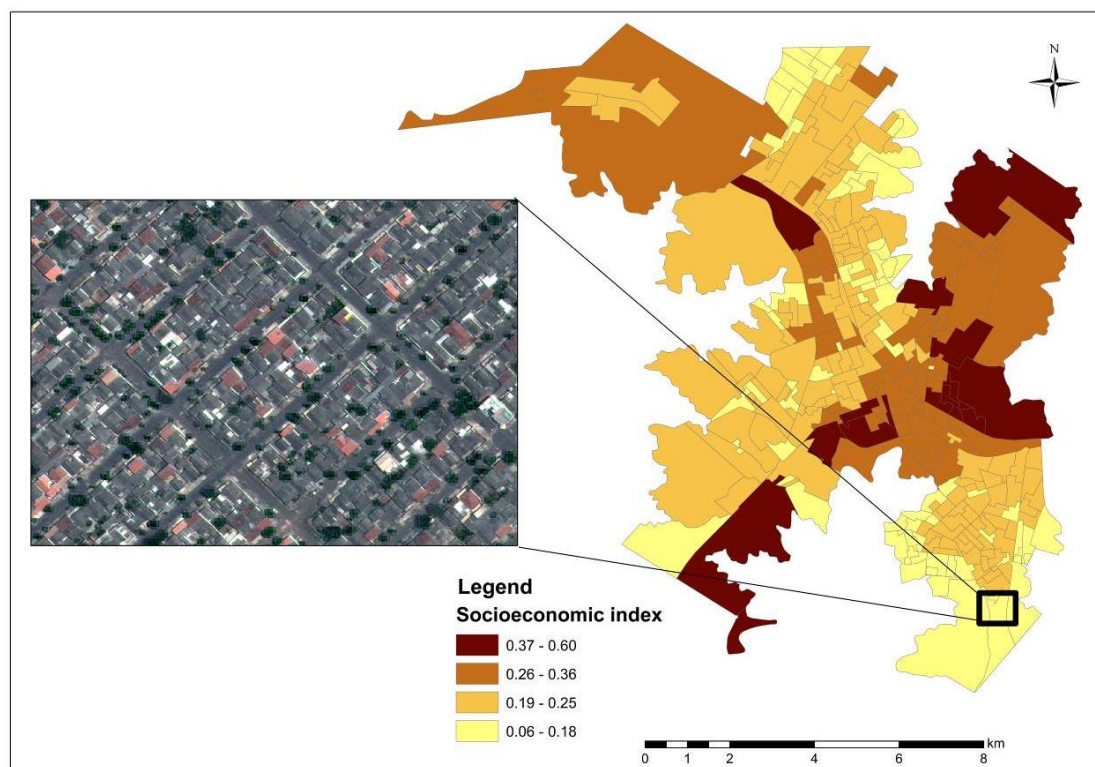 N
Legend
Socioeconomic index
0.37 - 0.60
0.26 - 0.36
0.19 - 0.25
0.06 - 0.18
km
0 1 2 4 6 8